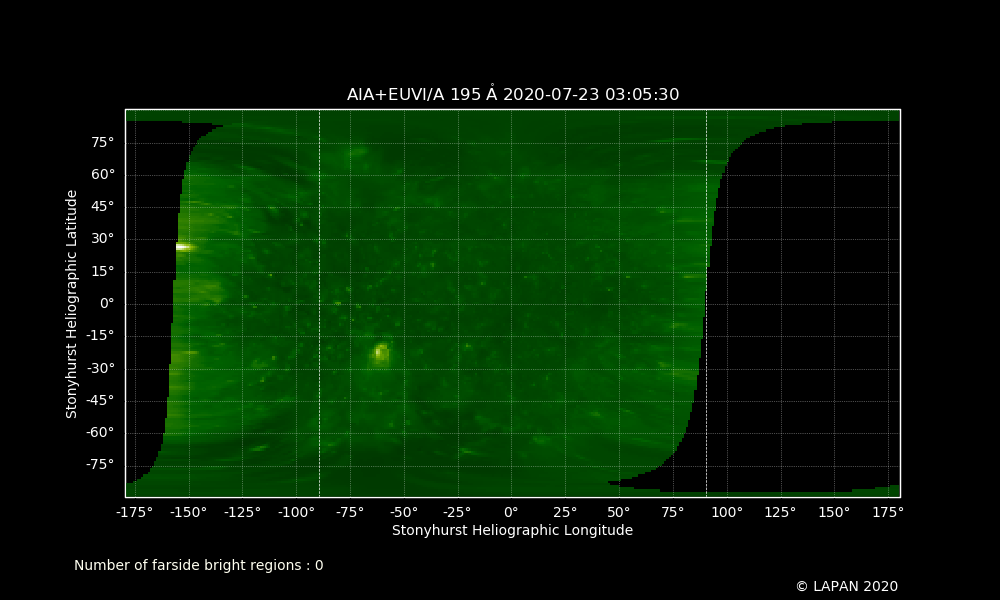 AIA+EUVI/A 195 Å 2020-07-23 03:05:30
Stonyhurst Heliographic Latitude
75°
60°
45°
30°
15°
0°
-15°
-30°
-45°
-60°
-75°
-175° -150° -125° -100° -75° -50° -25° 0° 25° 50° 75° 100° 125° 150° 175°
Stonyhurst Heliographic Longitude
Number of farside bright regions : 0
© LAPAN 2020